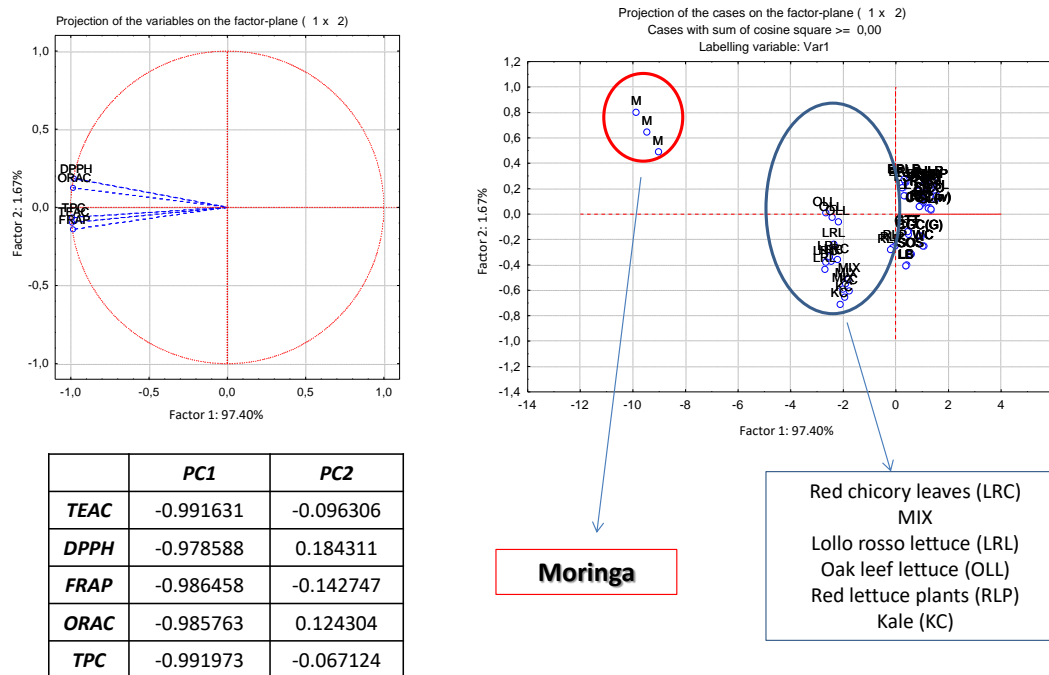 Projection of the variables on the factor-plane ( 1 x 2)
1,0
0,5
0,0
-0,5
-1,0
Factor 2: 1.67%
DPPH
ORAC
TPC
TEAC
FRAP
-1,0 -0,5 0,0 0,5 1,0
Factor 1: 97.40%
Projection of the cases on the factor-plane ( 1 x 2)
Cases with sum of cosine square >= 0,00
Labelling variable: Var1
1,2
1,0
0,8
0,6
0,4
0,2
0,0
-0,2
-0,4
-0,6
-0,8
-1,0
-1,2
-1,4
Factor 2: 1.67%
M
M
M
OLL
OLL
LRL
LRL
MIX
KC
WC
SOS
LB
-14 -12 -10 -8 -6 -4 -2 0 2 4 6
Factor 1: 97.40%
PC1 PC2
TEAC -0.991631 -0.096306
DPPH -0.978588 0.184311
FRAP -0.986458 -0.142747
ORAC -0.985763 0.124304
TPC -0.991973 -0.067124
Moringa
Red chicory leaves (LRC)
MIX
Lollo rosso lettuce (LRL)
Oak leef lettuce (OLL)
Red lettuce plants (RLP)
Kale (KC)